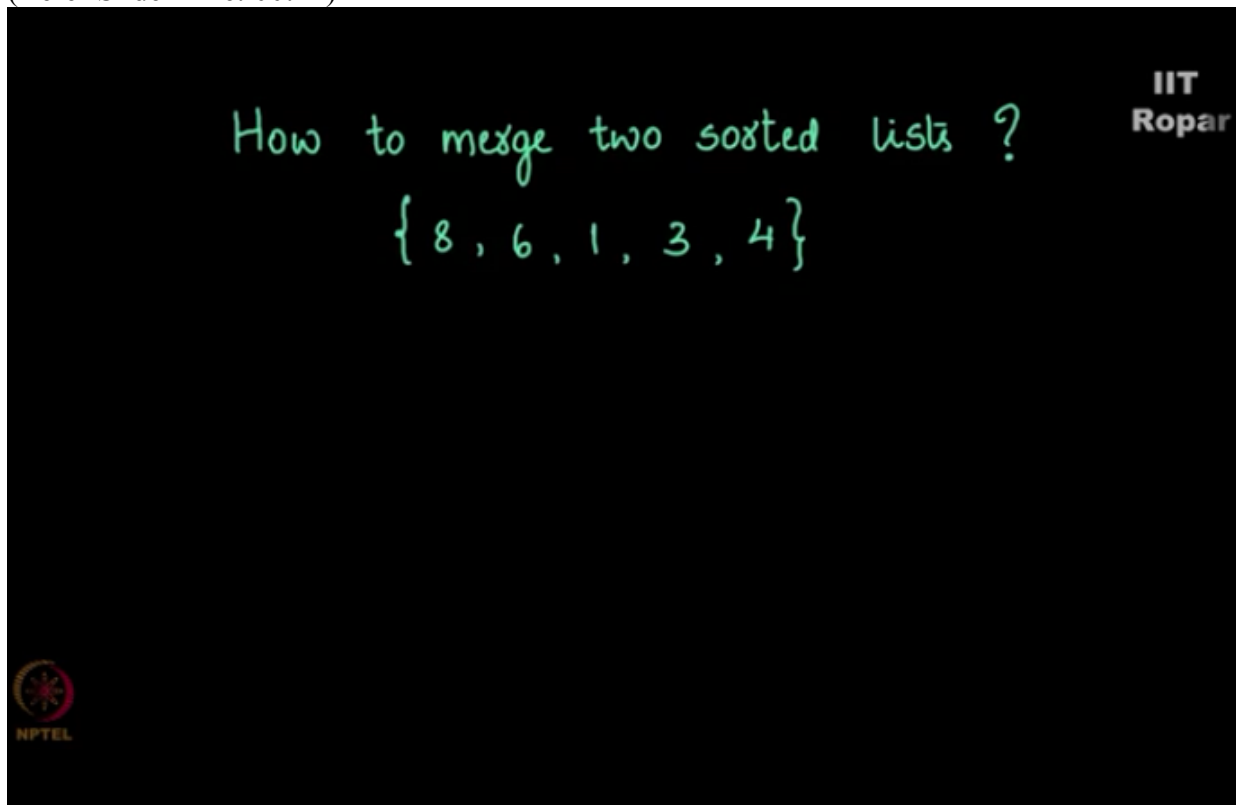 How to merge two sorted lists ?
{ 8 , 6 , 1 , 3 , 4 }
IIT
Ropar
NPTEL